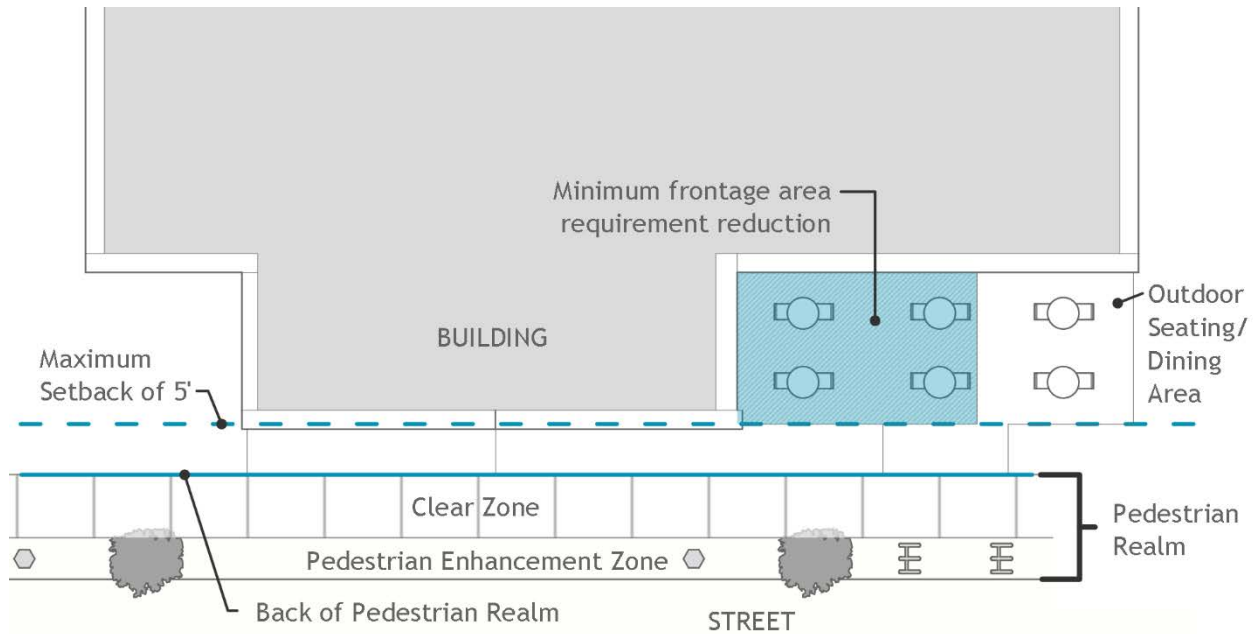 Minimum frontage area
requirement reduction
BUILDING
Outdoor
Seating/
Dining
Area
Maximum
Setback of 5'
Clear Zone
Pedestrian
Realm
Pedestrian Enhancement Zone
Back of Pedestrian Realm
STREET